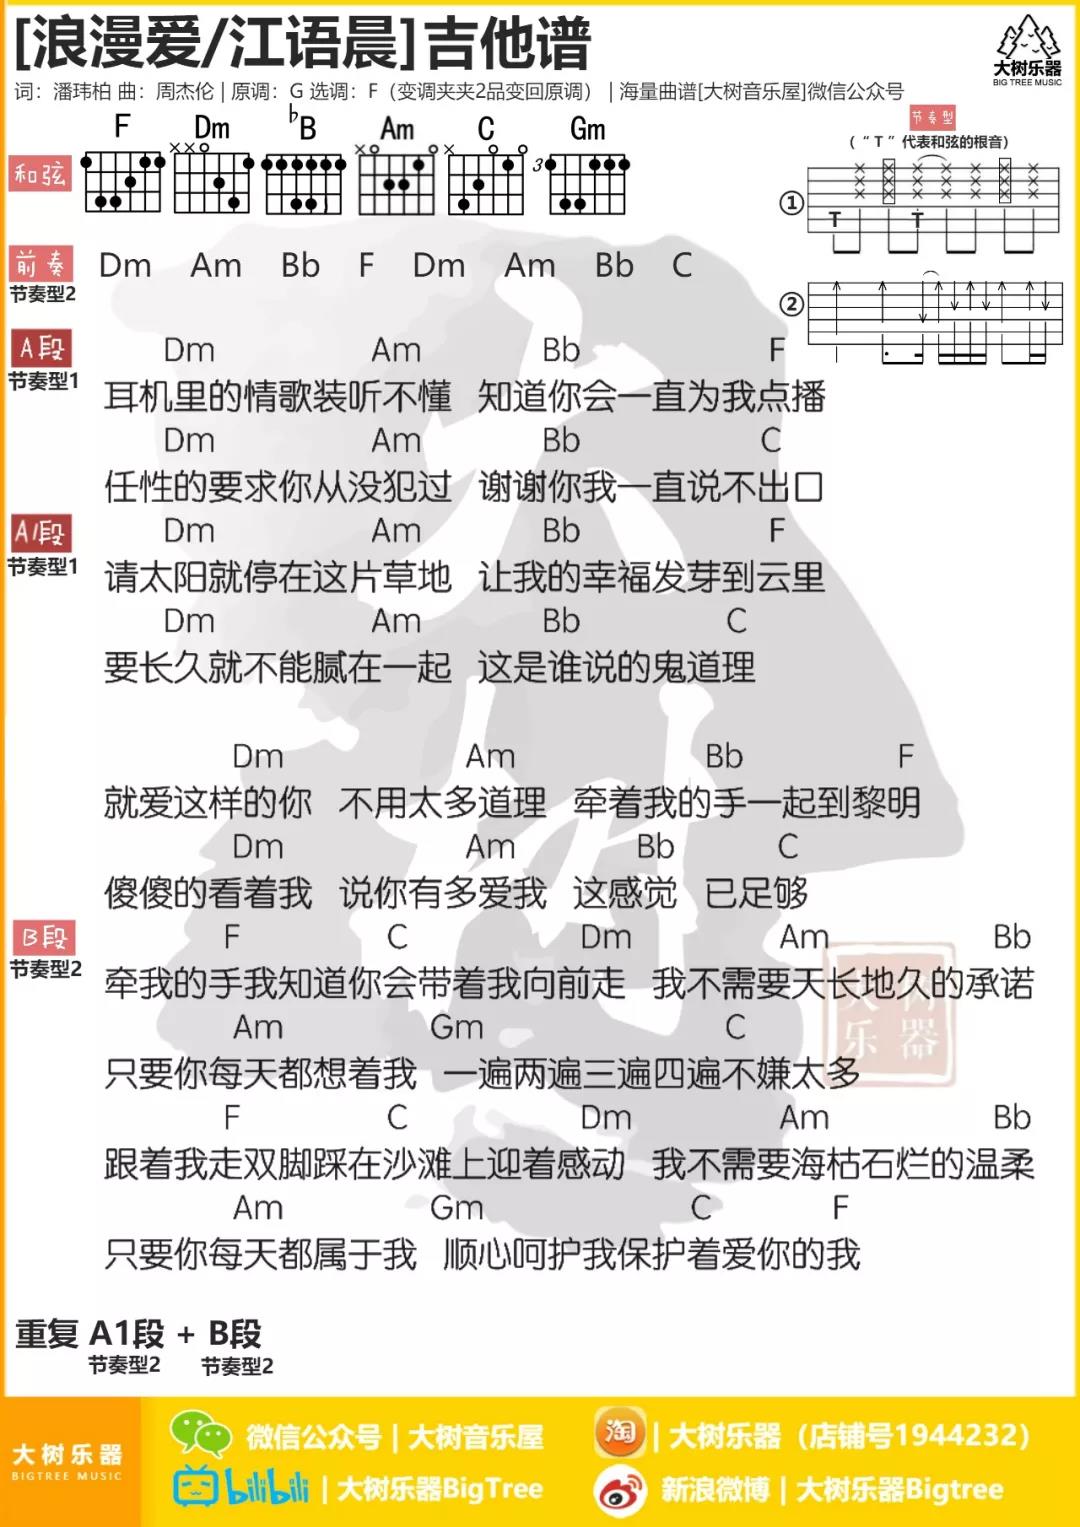 [浪漫爱/江语晨]吉他谱
大树乐器
BIG TREE MUSIC
词：潘玮柏 曲：周杰伦 | 原调：G 选调：F（变调夹夹2品变回原调） | 海量曲谱[大树音乐屋]微信公众号
和弦
F Dm ♭B Am C Gm
3
节奏型
（“T”代表和弦的根音）
①
T T
②
前奏
节奏型2
Dm Am Bb F Dm Am Bb C
A段
节奏型1
Dm Am Bb F
耳机里的情歌装听不懂 知道你会一直为我点播
Dm Am Bb C
任性的要求你从没犯过 谢谢你我一直说不出口
A1段
节奏型1
Dm Am Bb F
请太阳就停在这片草地 让我的幸福发芽到云里
Dm Am Bb C
要长久就不能腻在一起 这是谁说的鬼道理
Dm Am Bb F
就爱这样的你 不用太多道理 牵着我的手一起到黎明
Dm Am Bb C
傻傻的看着我 说你有多爱我 这感觉 已足够
B段
节奏型2
F C Dm Am Bb
牵我的手我知道你会带着我向前走 我不需要天长地久的承诺
Am Gm C
只要你每天都想着我 一遍两遍三遍四遍不嫌太多
F C Dm Am Bb
跟着我走双脚踩在沙滩上迎着感动 我不需要海枯石烂的温柔
Am Gm C F
只要你每天都属于我 顺心呵护我保护着爱你的我
大树
乐器
大树
重复 A1段 + B段
节奏型2 节奏型2
大树乐器
BIGTREE MUSIC
微信公众号 | 大树音乐屋
淘 | 大树乐器（店铺号1944232）
bilibili | 大树乐器BigTree
新浪微博 | 大树乐器Bigtree